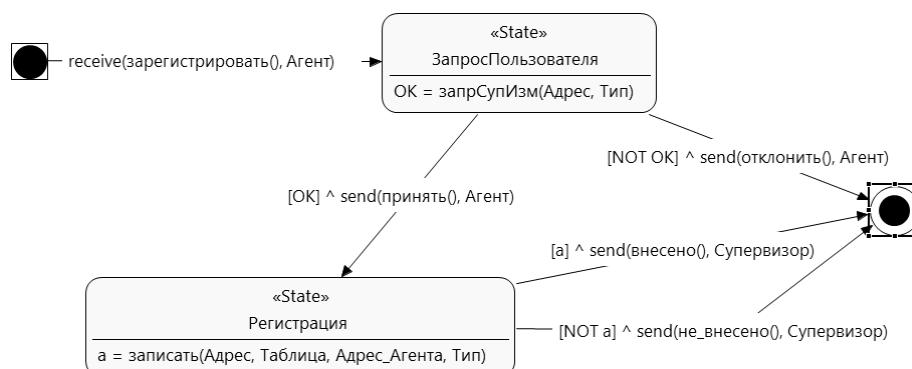 «State»
ЗапросПользователя
OK = запрСупИзм(Адрес, Тип)
receive(зарегистрировать(), Агент)
[NOT OK] ^ send(отклонить(), Агент)
[OK] ^ send(принять(), Агент)
[a] ^ send(внесено(), Супервизор)
«State»
Регистрация
a = записать(Адрес, Таблица, Адрес_Агента, Тип)
[NOT a] ^ send(не_внесено(), Супервизор)